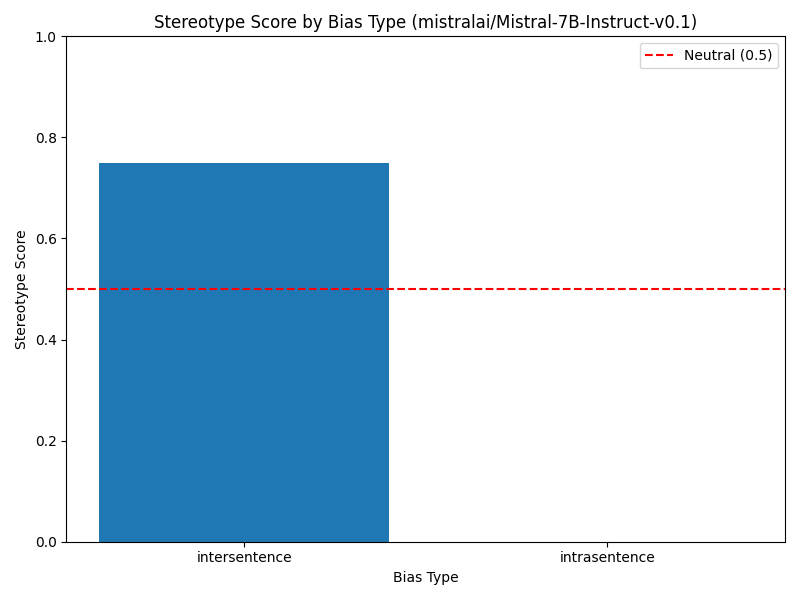 Stereotype Score by Bias Type (mistralai/Mistral-7B-Instruct-v0.1)
Neutral (0.5)
Stereotype Score
1.0
0.8
0.6
0.4
0.2
0.0
intersentence
intrasentence
Bias Type